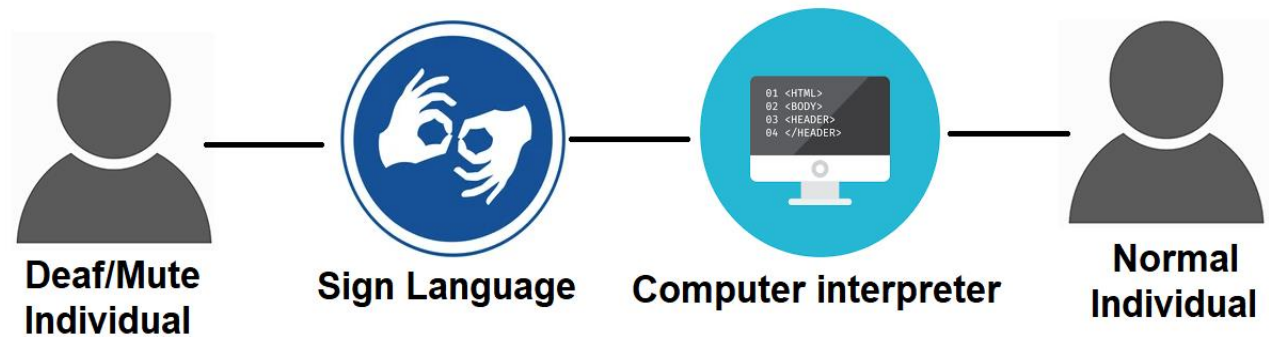 01 <HTML>
02 <BODY>
03 <HEADER>
04 </HEADER>
Deaf/Mute
Individual
Sign Language
Computer interpreter
Normal
Individual